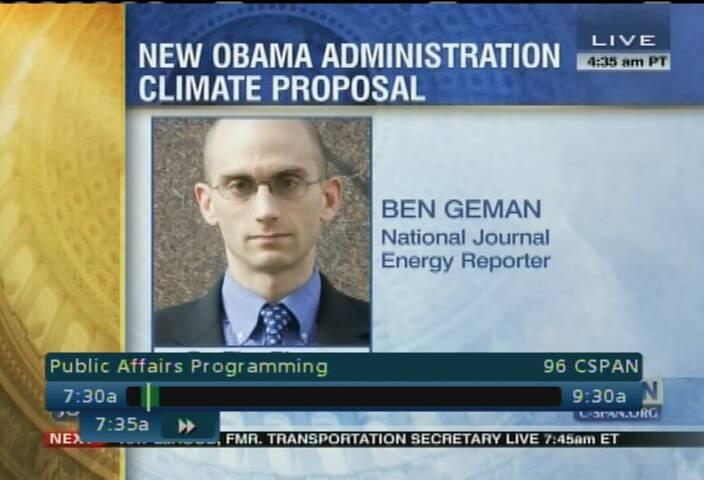 NEW OBAMA ADMINISTRATION
CLIMATE PROPOSAL
LIVE
4:35 am PT
BEN GEMAN
National Journal
Energy Reporter
Public Affairs Programming
96 CSPAN
7:30a
9:30a
7:35a
C-SPAN.ORG
NEXT
, FMR. TRANSPORTATION SECRETARY LIVE 7:45am ET